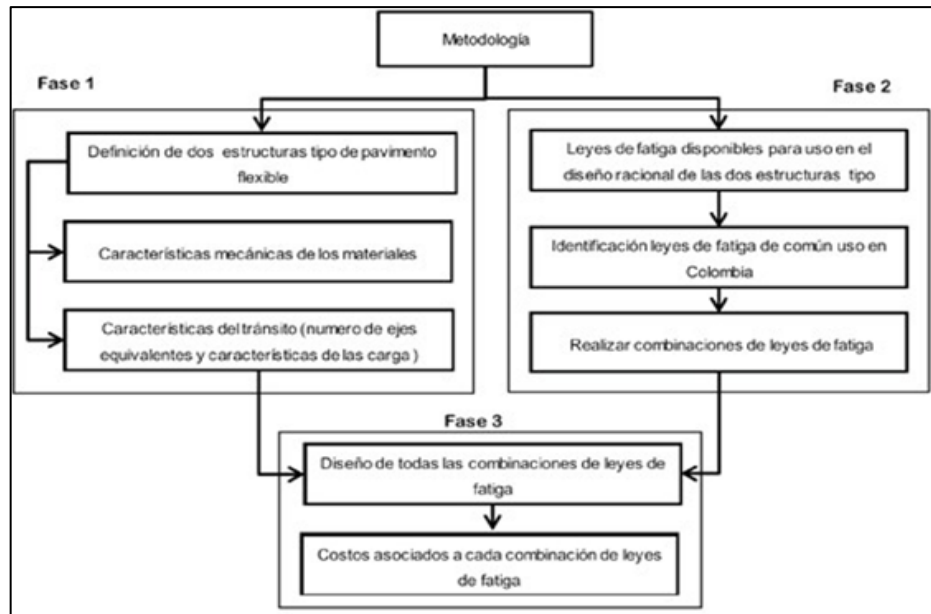 Metodología
Fase 1
Definición de dos estructuras tipo de pavimento
flexible
Características mecánicas de los materiales
Características del tránsito (numero de ejes
equivalentes y características de las carga )
Fase 2
Leyes de fatiga disponibles para uso en el
diseño racional de las dos estructuras tipo
Identificación leyes de fatiga de común uso en
Colombia
Realizar combinaciones de leyes de fatiga
Fase 3
Diseño de todas las combinaciones de leyes de
fatiga
Costos asociados a cada combinación de leyes
de fatiga